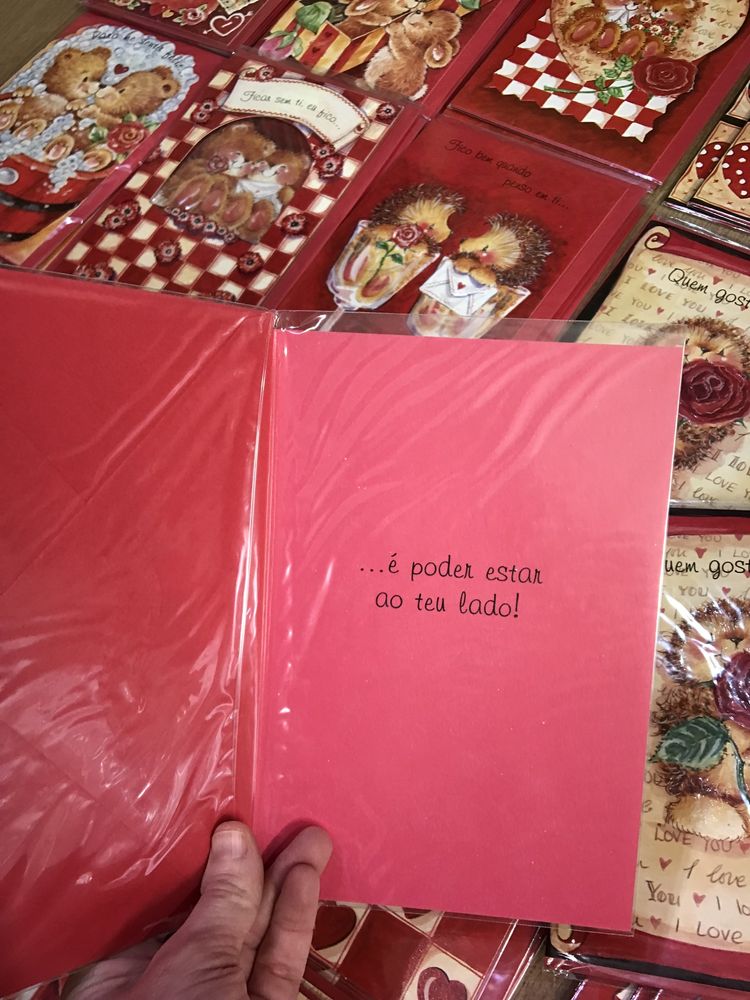 Ficar sem ti, eu fico...
Fico bem quando
penso em ti...
Quem gost
I LOVE YOU
...é poder estar
ao teu lado!
uem gost
LOVE YOU
I love
You
I LOVE